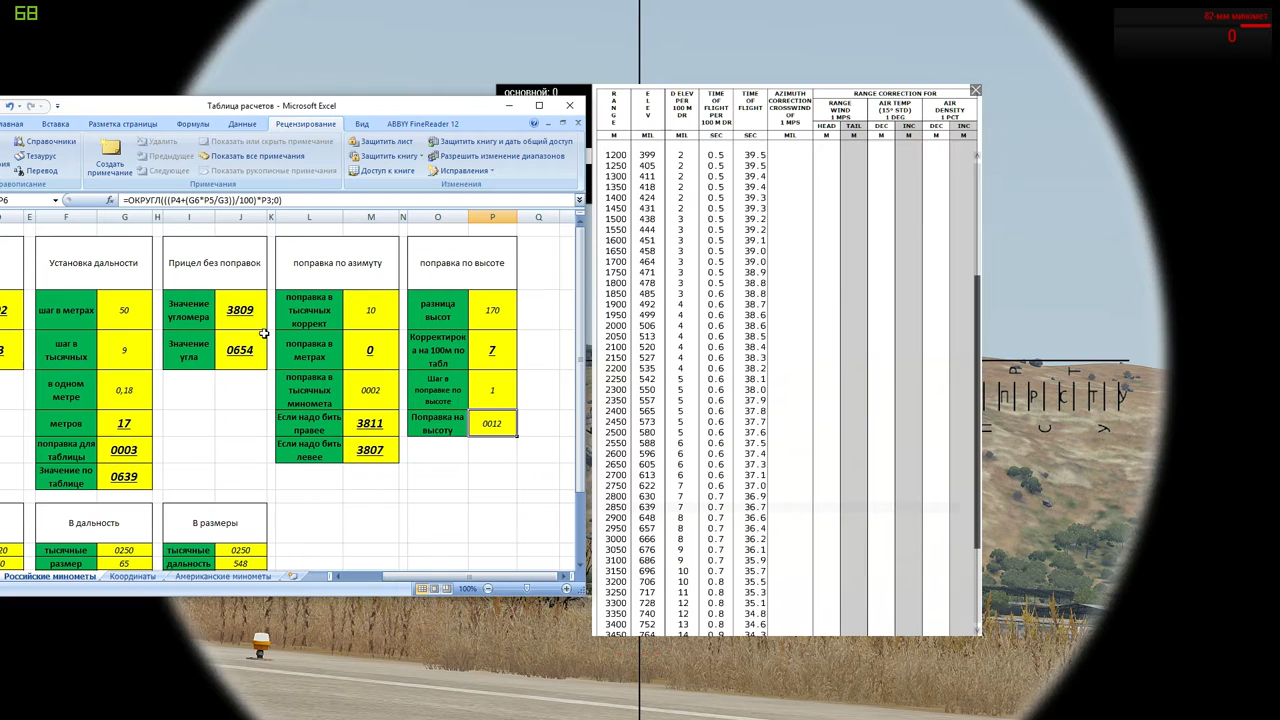 68
82-мм миномет
0
основной: 0
Таблица расчетов - Microsoft Excel
лавная Вставка Разметка страницы Формулы Данные Рецензирование Вид ABBYY FineReader 12
Справочники
Тезаурус
Перевод
равописание
Создать примечание
Удалить
Предыдущее
Следующее
Показать или скрыть примечание
Показать все примечания
Показать рукописные примечания
Примечания
Защитить лист
Защитить книгу
Доступ к книге
Защитить книгу и дать общий доступ
Разрешить изменение диапазонов
Исправления
Изменения
P6 fx =ОКРУГЛ(((P4+(G6*P5/G3))/100)*P3;0)
E F G H I J K L M N O P Q
Установка дальности
шаг в метрах 50
шаг в тысячных 9
в одном метре 0,18
метров 17
поправка для таблицы 0003
Значение по таблице 0639
Прицел без поправок
Значение угломера 3809
Значение угла 0654
поправка по азимуту
поправка в тысячных коррект 10
поправка в метрах 0
поправка в тысячных миномета 0002
Если надо бить правее 3811
Если надо бить левее 3807
поправка по высоте
разница высот 170
Корректировка на 100м по табл 7
Шаг в поправке по высоте 1
Поправка на высоту 0012
В дальность
тысячные 0250
размер 65
В размеры
тысячные 0250
дальность 548
Российские минометы Координаты Американские минометы
100%
RANGE ELEV D ELEV PER 100 M DR TIME OF FLIGHT PER 100 M DR TIME OF FLIGHT AZIMUTH CORRECTION CROSSWIND OF 1 MPS RANGE CORRECTION FOR
RANGE WIND 1 MPS AIR TEMP (15° STD) 1 DEG AIR DENSITY 1 PCT
HEAD TAIL DEC INC DEC INC
M MIL MIL SEC SEC MIL M M M M M M
1200 399 2 0.5 39.5
1250 405 2 0.5 39.5
1300 411 2 0.5 39.4
1350 418 2 0.5 39.4
1400 424 2 0.5 39.3
1450 431 2 0.5 39.3
1500 438 3 0.5 39.2
1550 444 3 0.5 39.2
1600 451 3 0.5 39.1
1650 458 3 0.5 39.0
1700 464 3 0.5 39.0
1750 471 3 0.5 38.9
1800 478 3 0.5 38.8
1850 485 3 0.6 38.8
1900 492 4 0.6 38.7
1950 499 4 0.6 38.6
2000 506 4 0.6 38.6
2050 513 4 0.6 38.5
2100 520 4 0.6 38.4
2150 527 4 0.6 38.3
2200 535 4 0.6 38.2
2250 542 5 0.6 38.1
2300 550 5 0.6 38.0
2350 557 5 0.6 37.9
2400 565 5 0.6 37.8
2450 573 5 0.6 37.7
2500 580 5 0.6 37.6
2550 588 6 0.6 37.5
2600 596 6 0.6 37.4
2650 605 6 0.6 37.3
2700 613 6 0.6 37.1
2750 622 7 0.6 37.0
2800 630 7 0.7 36.9
2850 639 7 0.7 36.7
2900 648 8 0.7 36.6
2950 657 8 0.7 36.4
3000 666 8 0.7 36.2
3050 676 9 0.7 36.1
3100 686 9 0.7 35.9
3150 696 10 0.7 35.7
3200 706 10 0.8 35.5
3250 717 11 0.8 35.3
3300 728 12 0.8 35.1
3350 740 12 0.8 34.8
3400 752 13 0.8 34.6
3450 764 14 0.9 34.3
П Р С Т У